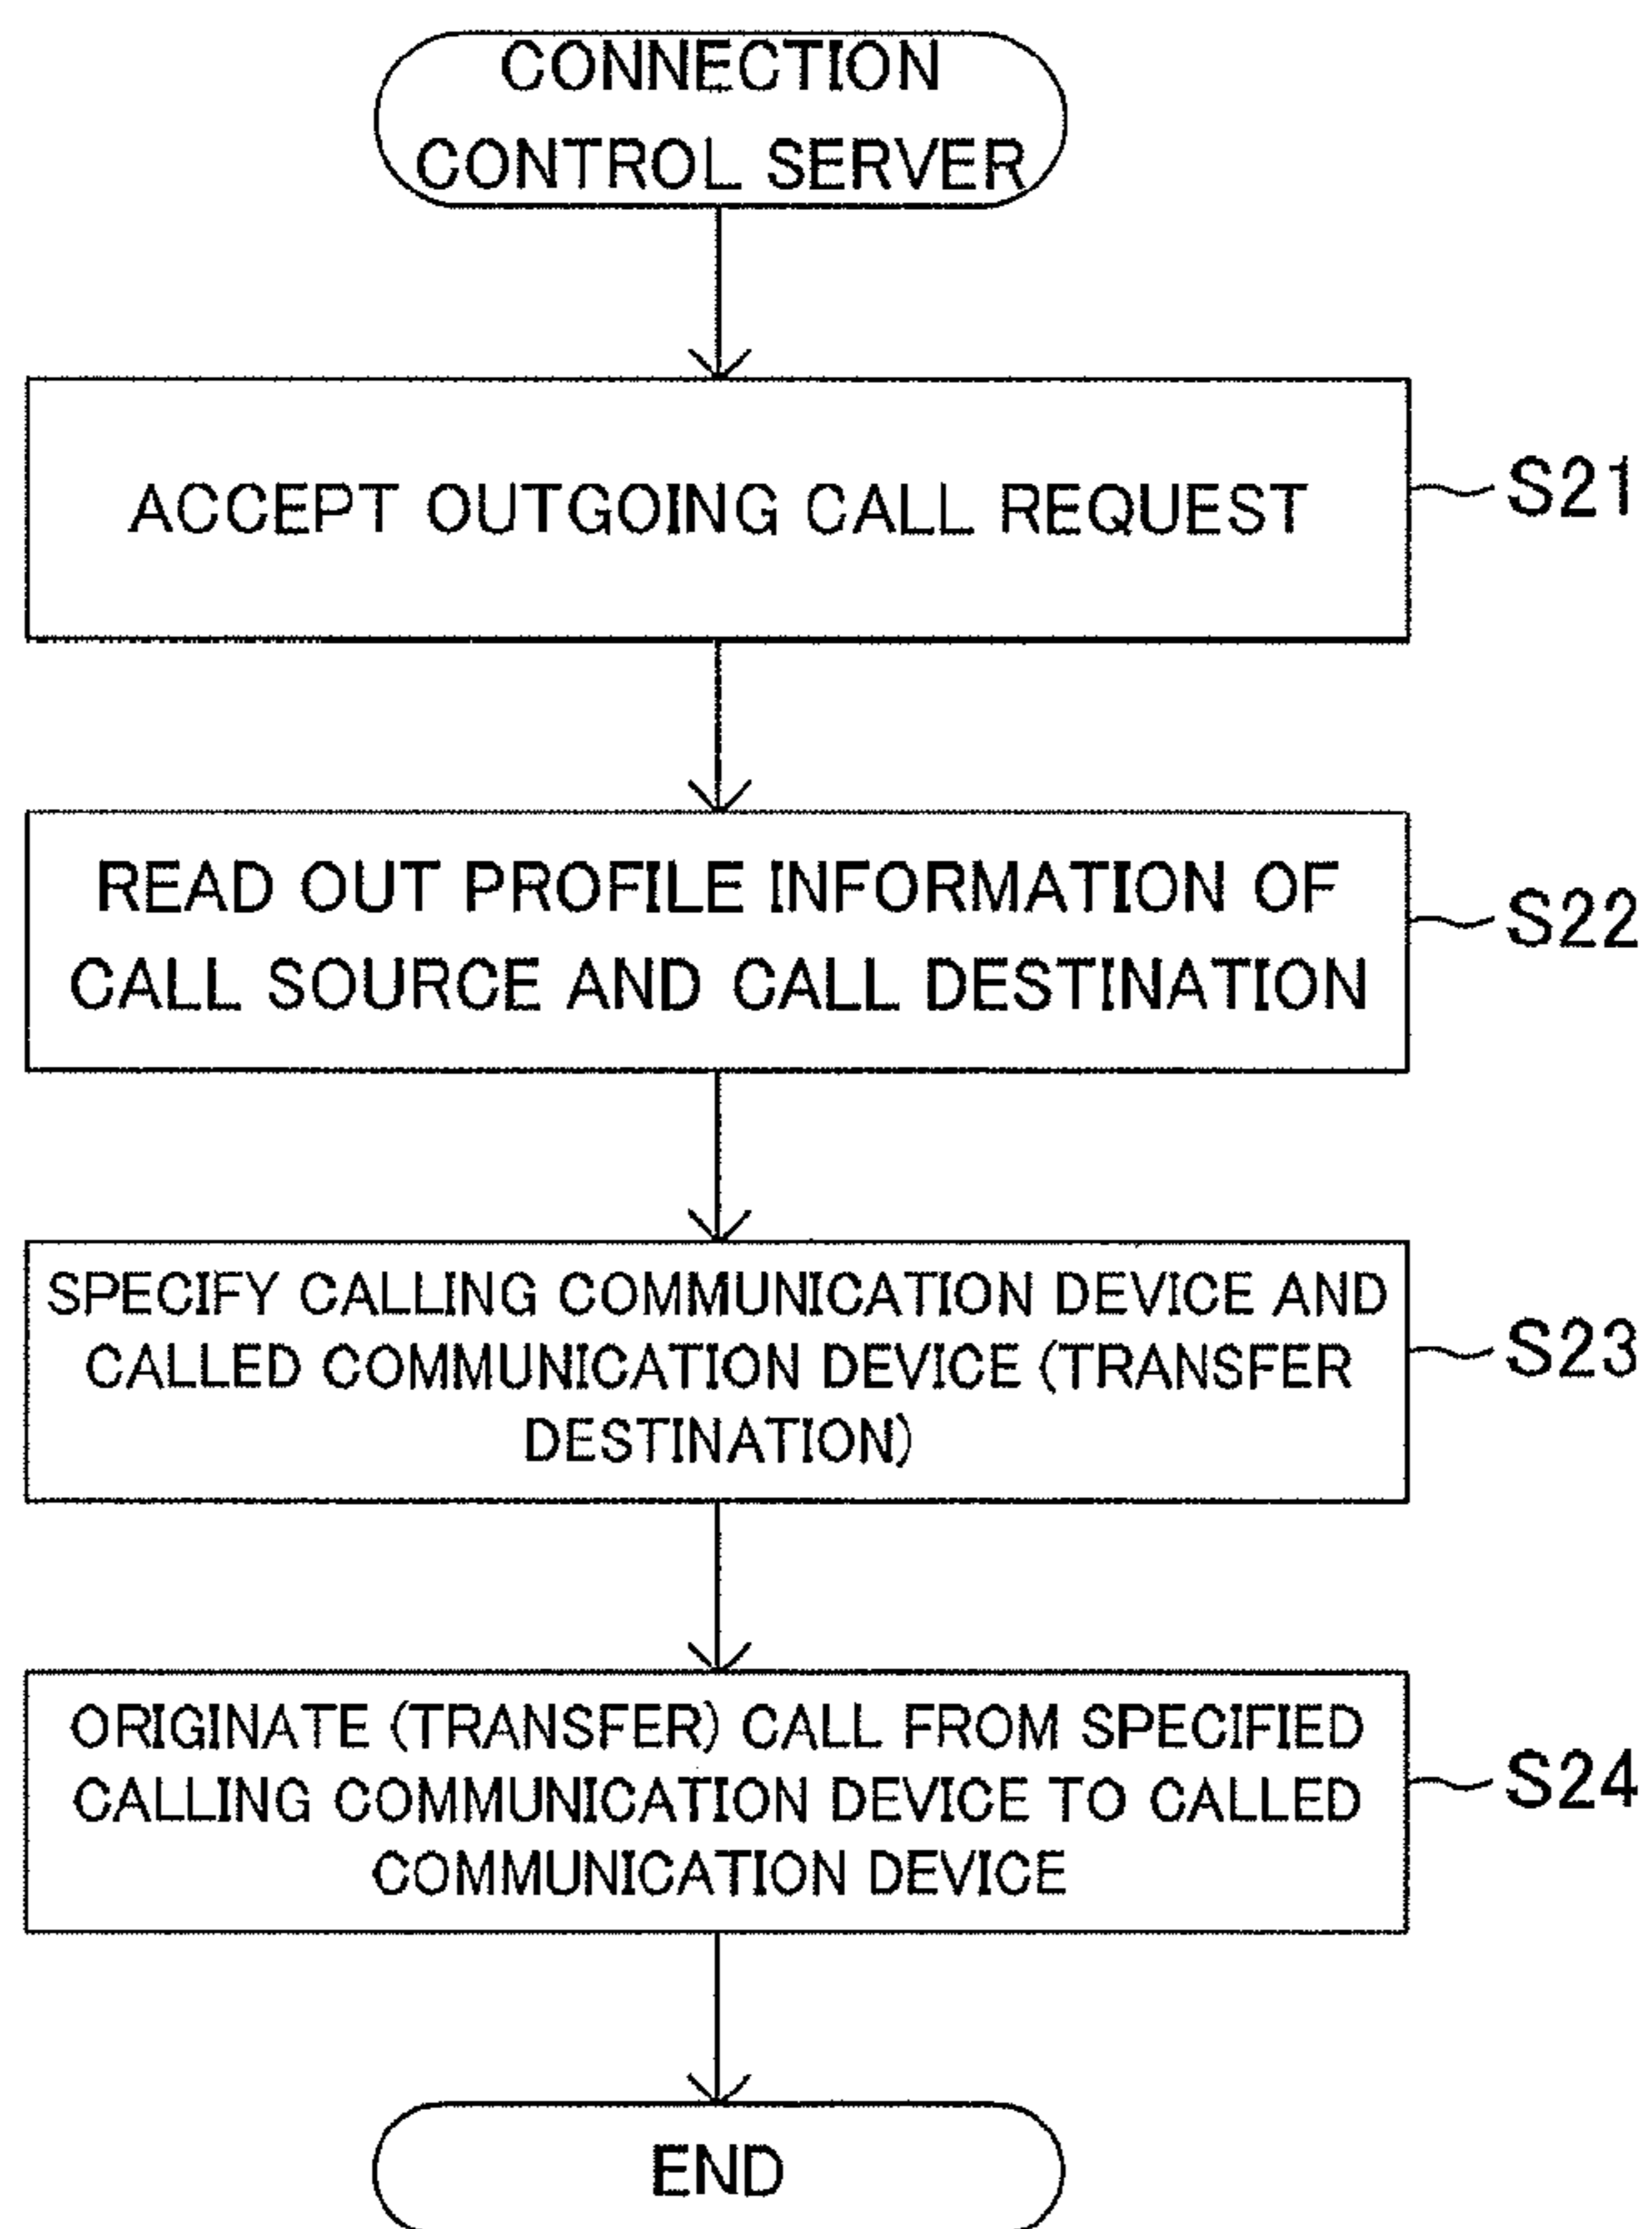 CONNECTION
CONTROL SERVER
ACCEPT OUTGOING CALL REQUEST
S21
READ OUT PROFILE INFORMATION OF
CALL SOURCE AND CALL DESTINATION
S22
SPECIFY CALLING COMMUNICATION DEVICE AND
CALLED COMMUNICATION DEVICE (TRANSFER
DESTINATION)
S23
ORIGINATE (TRANSFER) CALL FROM SPECIFIED
CALLING COMMUNICATION DEVICE TO CALLED
COMMUNICATION DEVICE
S24
END